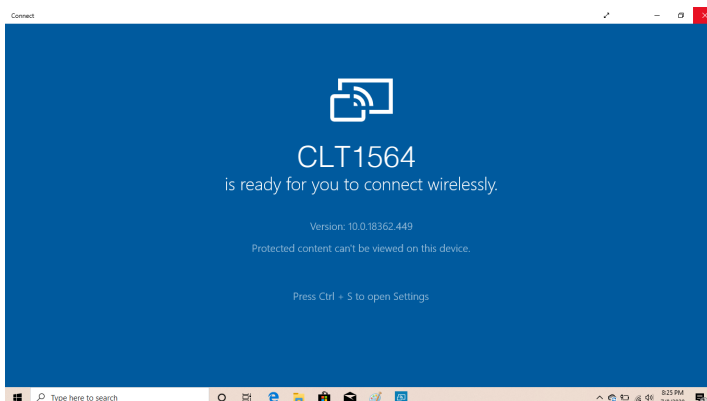 Connect
CLT1564
is ready for you to connect wirelessly.
Version: 10.0.18362.449
Protected content can't be viewed on this device.
Press Ctrl + S to open Settings
Type here to search
8:25 PM